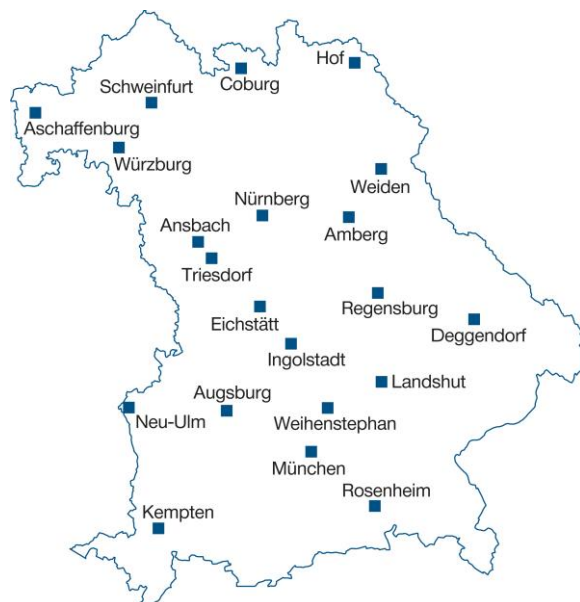 Hof
Coburg
Schweinfurt
Aschaffenburg
Würzburg
Weiden
Nürnberg
Amberg
Ansbach
Triesdorf
Regensburg
Eichstätt
Deggendorf
Ingolstadt
Landshut
Augsburg
Neu-Ulm
Weihenstephan
München
Rosenheim
Kempten